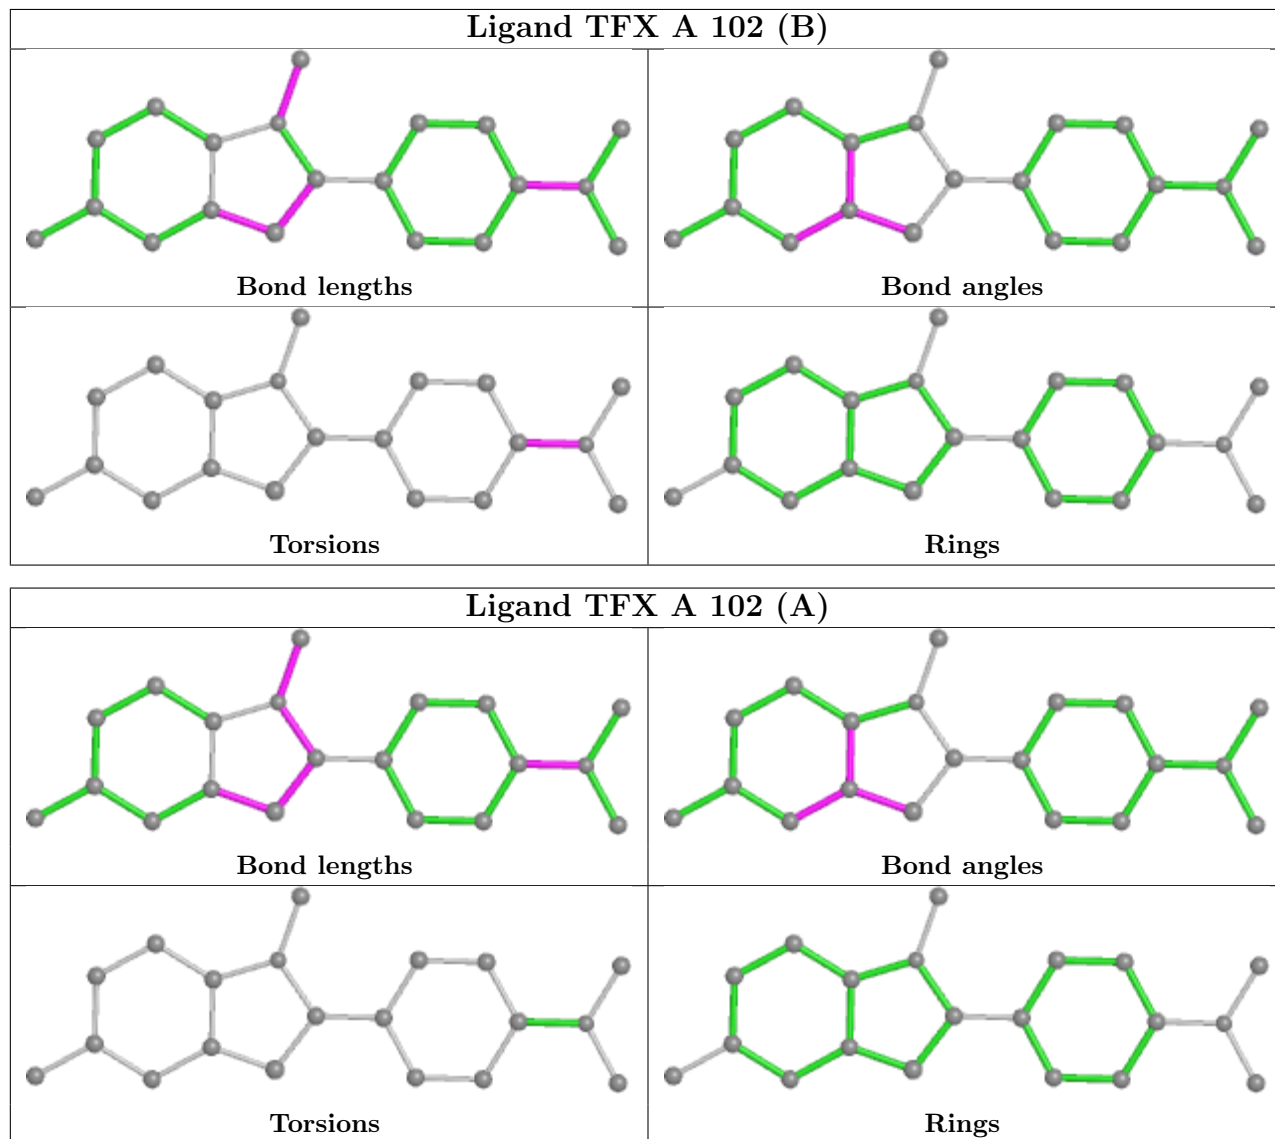 Ligand TFX A 102 (B)
Bond lengths
Bond angles
Torsions
Rings
Ligand TFX A 102 (A)
Bond lengths
Bond angles
Torsions
Rings